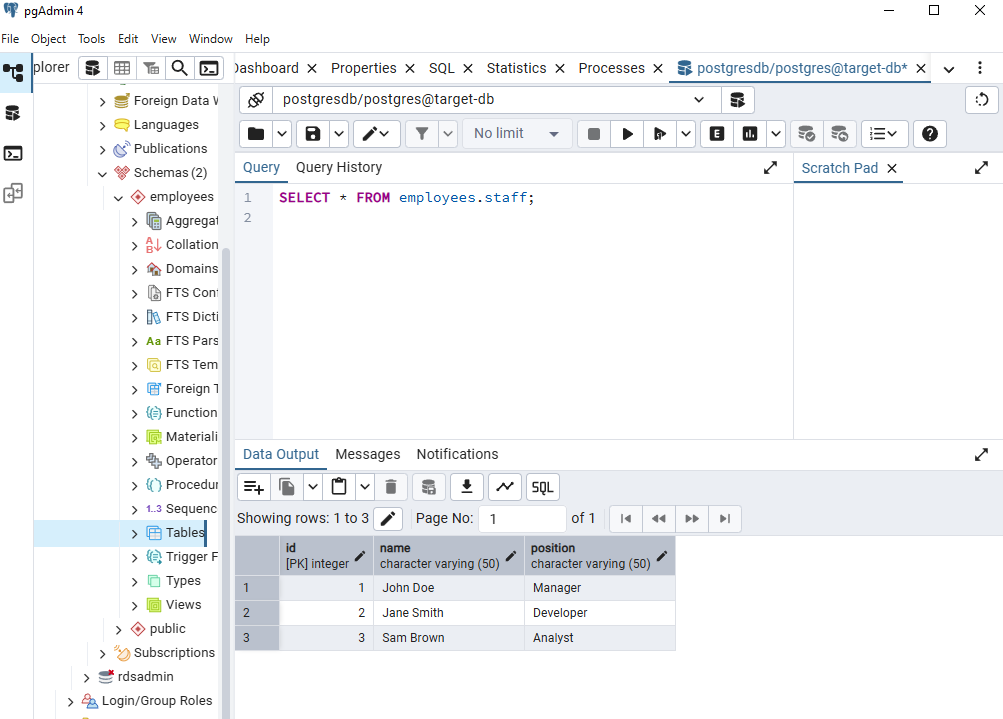 pgAdmin 4
File Object Tools Edit View Window Help
plorer
Dashboard Properties SQL Statistics Processes postgresdb/postgres@target-db*
Foreign Data W
Languages
Publications
Schemas (2)
employees
Aggregat
Collation
Domains
FTS Conf
FTS Dicti
Aa FTS Pars
FTS Tem
Foreign T
Function
Materiali
Operator
Procedur
1..3 Sequenc
Tables
Trigger F
Types
Views
public
Subscriptions
rdsadmin
Login/Group Roles
postgresdb/postgres@target-db
No limit E
Query Query History
Scratch Pad
1 SELECT * FROM employees.staff;
2
Data Output Messages Notifications
SQL
Showing rows: 1 to 3 Page No: 1 of 1
id name position
[PK] integer character varying (50) character varying (50)
1 1 John Doe Manager
2 2 Jane Smith Developer
3 3 Sam Brown Analyst